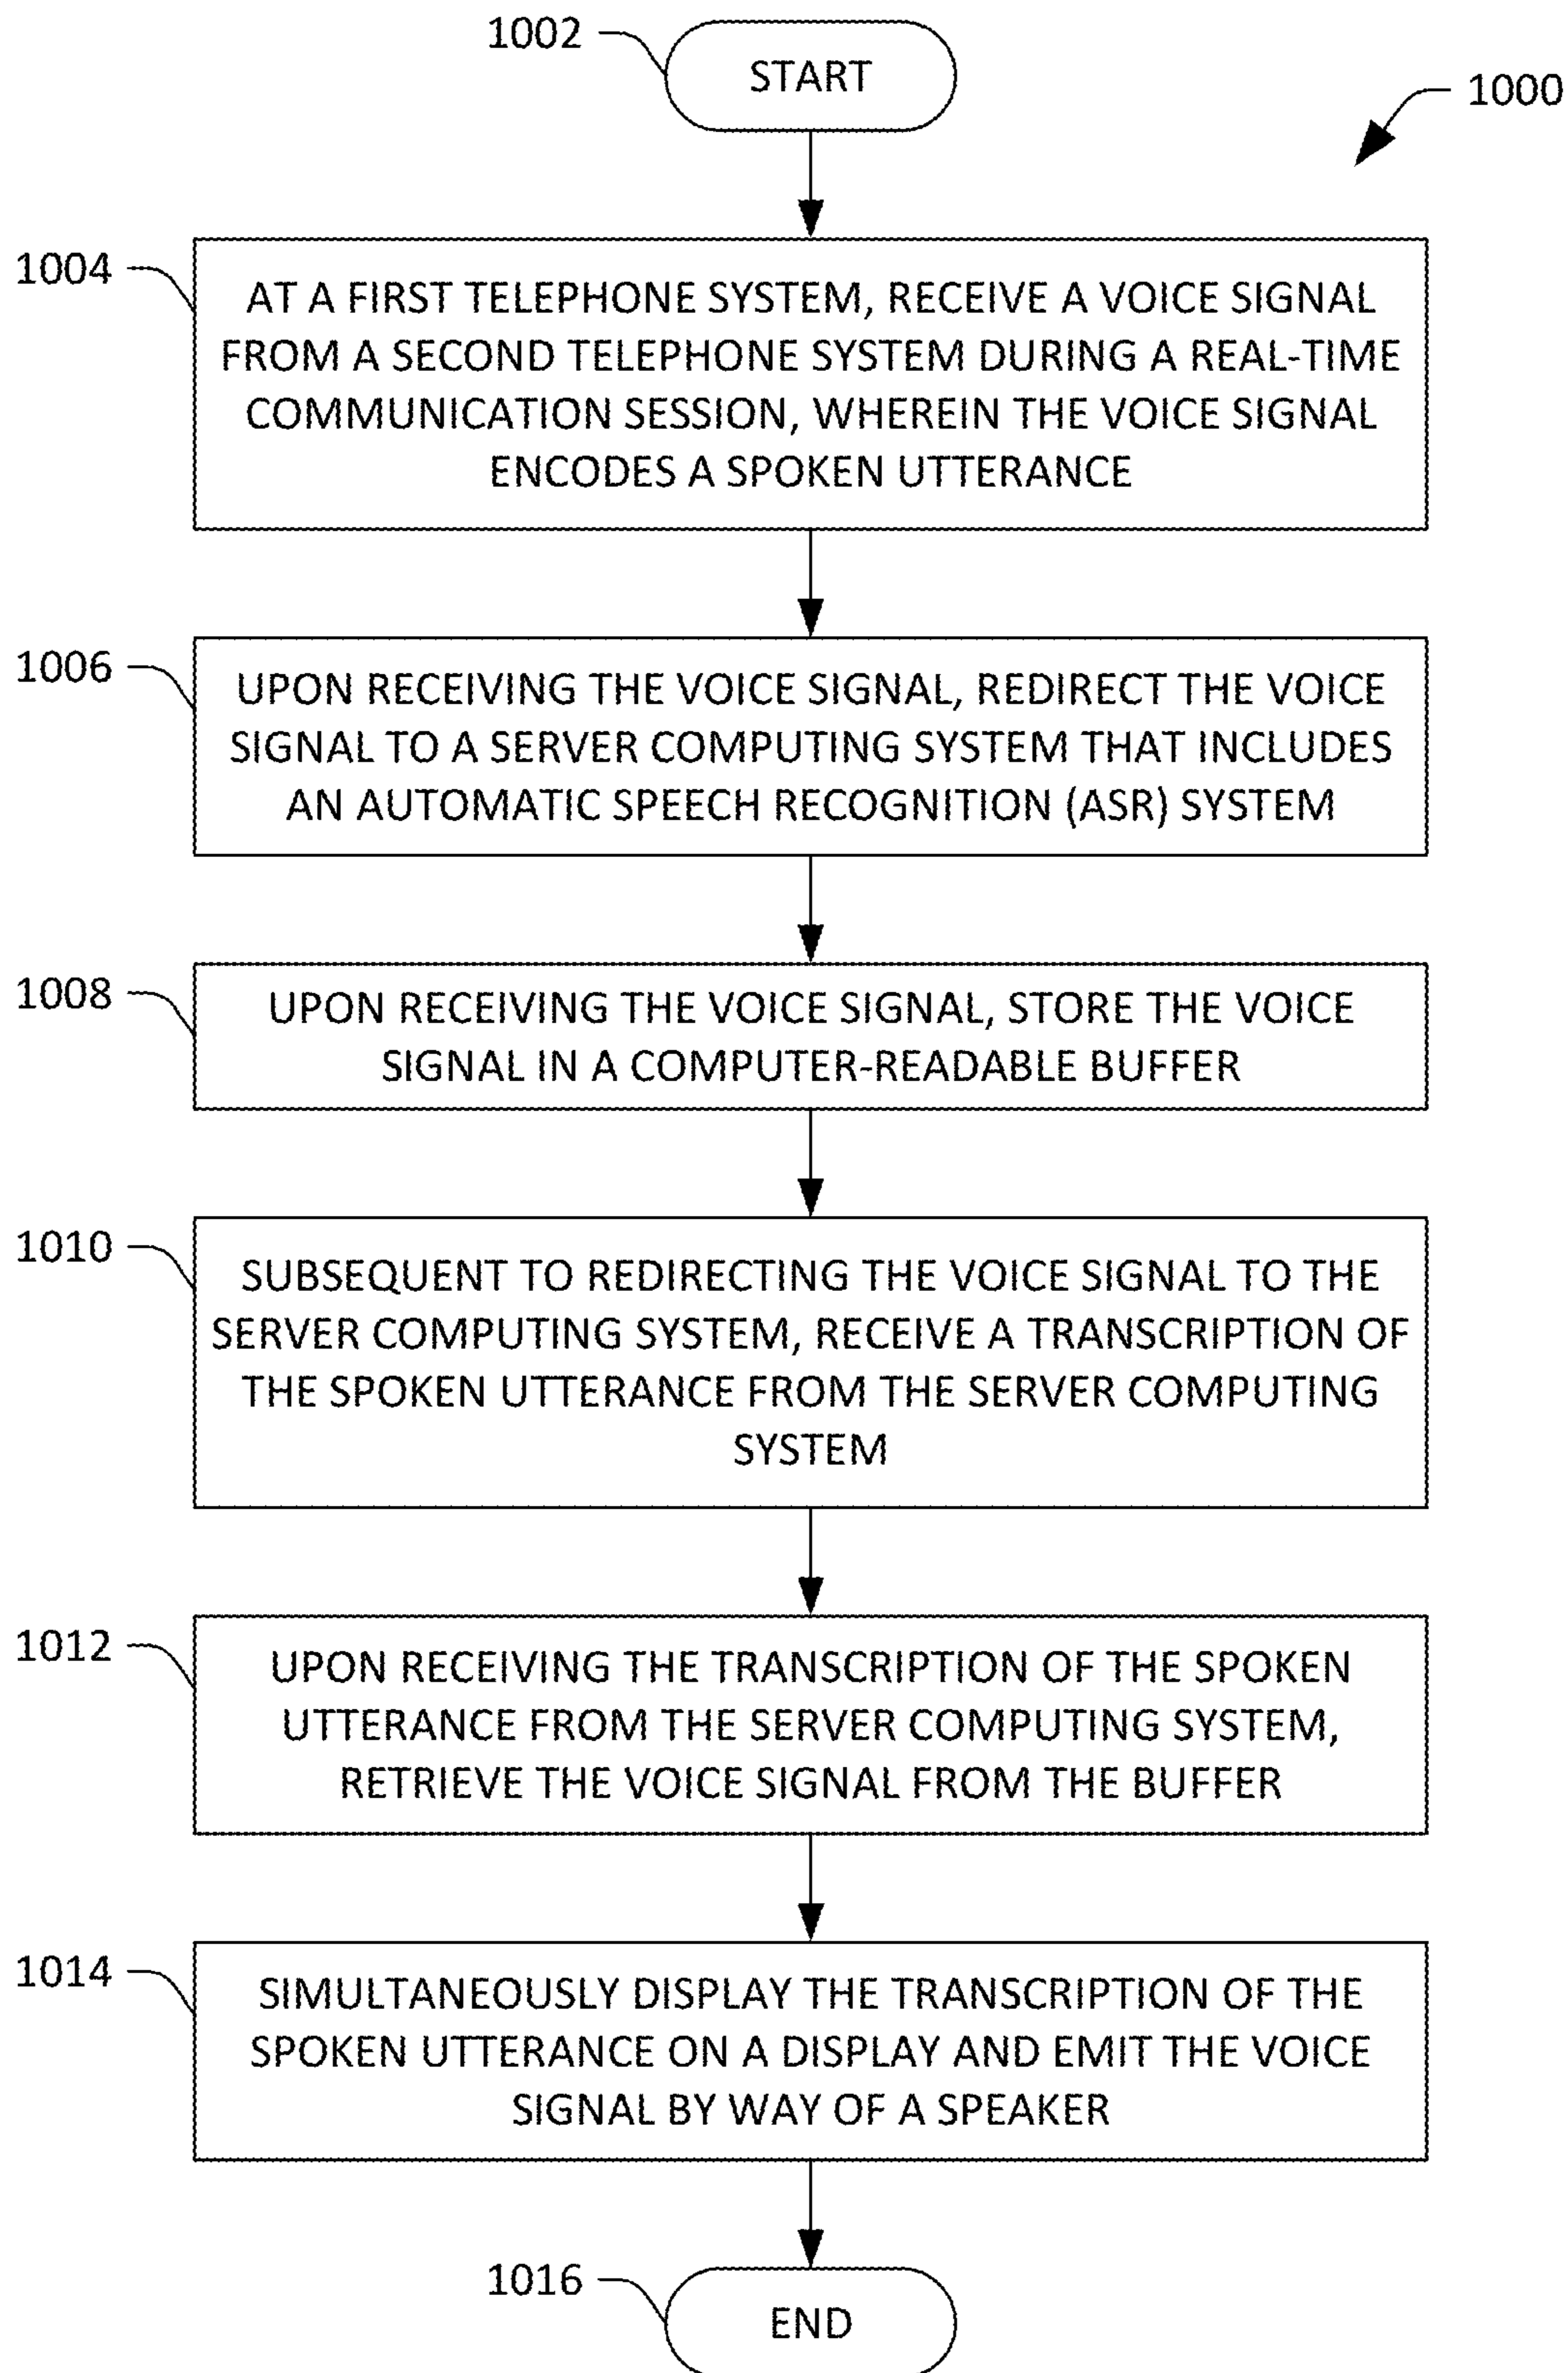 1002
START
1000
1004
AT A FIRST TELEPHONE SYSTEM, RECEIVE A VOICE SIGNAL
FROM A SECOND TELEPHONE SYSTEM DURING A REAL-TIME
COMMUNICATION SESSION, WHEREIN THE VOICE SIGNAL
ENCODES A SPOKEN UTTERANCE
1006
UPON RECEIVING THE VOICE SIGNAL, REDIRECT THE VOICE
SIGNAL TO A SERVER COMPUTING SYSTEM THAT INCLUDES
AN AUTOMATIC SPEECH RECOGNITION (ASR) SYSTEM
1008
UPON RECEIVING THE VOICE SIGNAL, STORE THE VOICE
SIGNAL IN A COMPUTER-READABLE BUFFER
1010
SUBSEQUENT TO REDIRECTING THE VOICE SIGNAL TO THE
SERVER COMPUTING SYSTEM, RECEIVE A TRANSCRIPTION OF
THE SPOKEN UTTERANCE FROM THE SERVER COMPUTING
SYSTEM
1012
UPON RECEIVING THE TRANSCRIPTION OF THE SPOKEN
UTTERANCE FROM THE SERVER COMPUTING SYSTEM,
RETRIEVE THE VOICE SIGNAL FROM THE BUFFER
1014
SIMULTANEOUSLY DISPLAY THE TRANSCRIPTION OF THE
SPOKEN UTTERANCE ON A DISPLAY AND EMIT THE VOICE
SIGNAL BY WAY OF A SPEAKER
1016
END